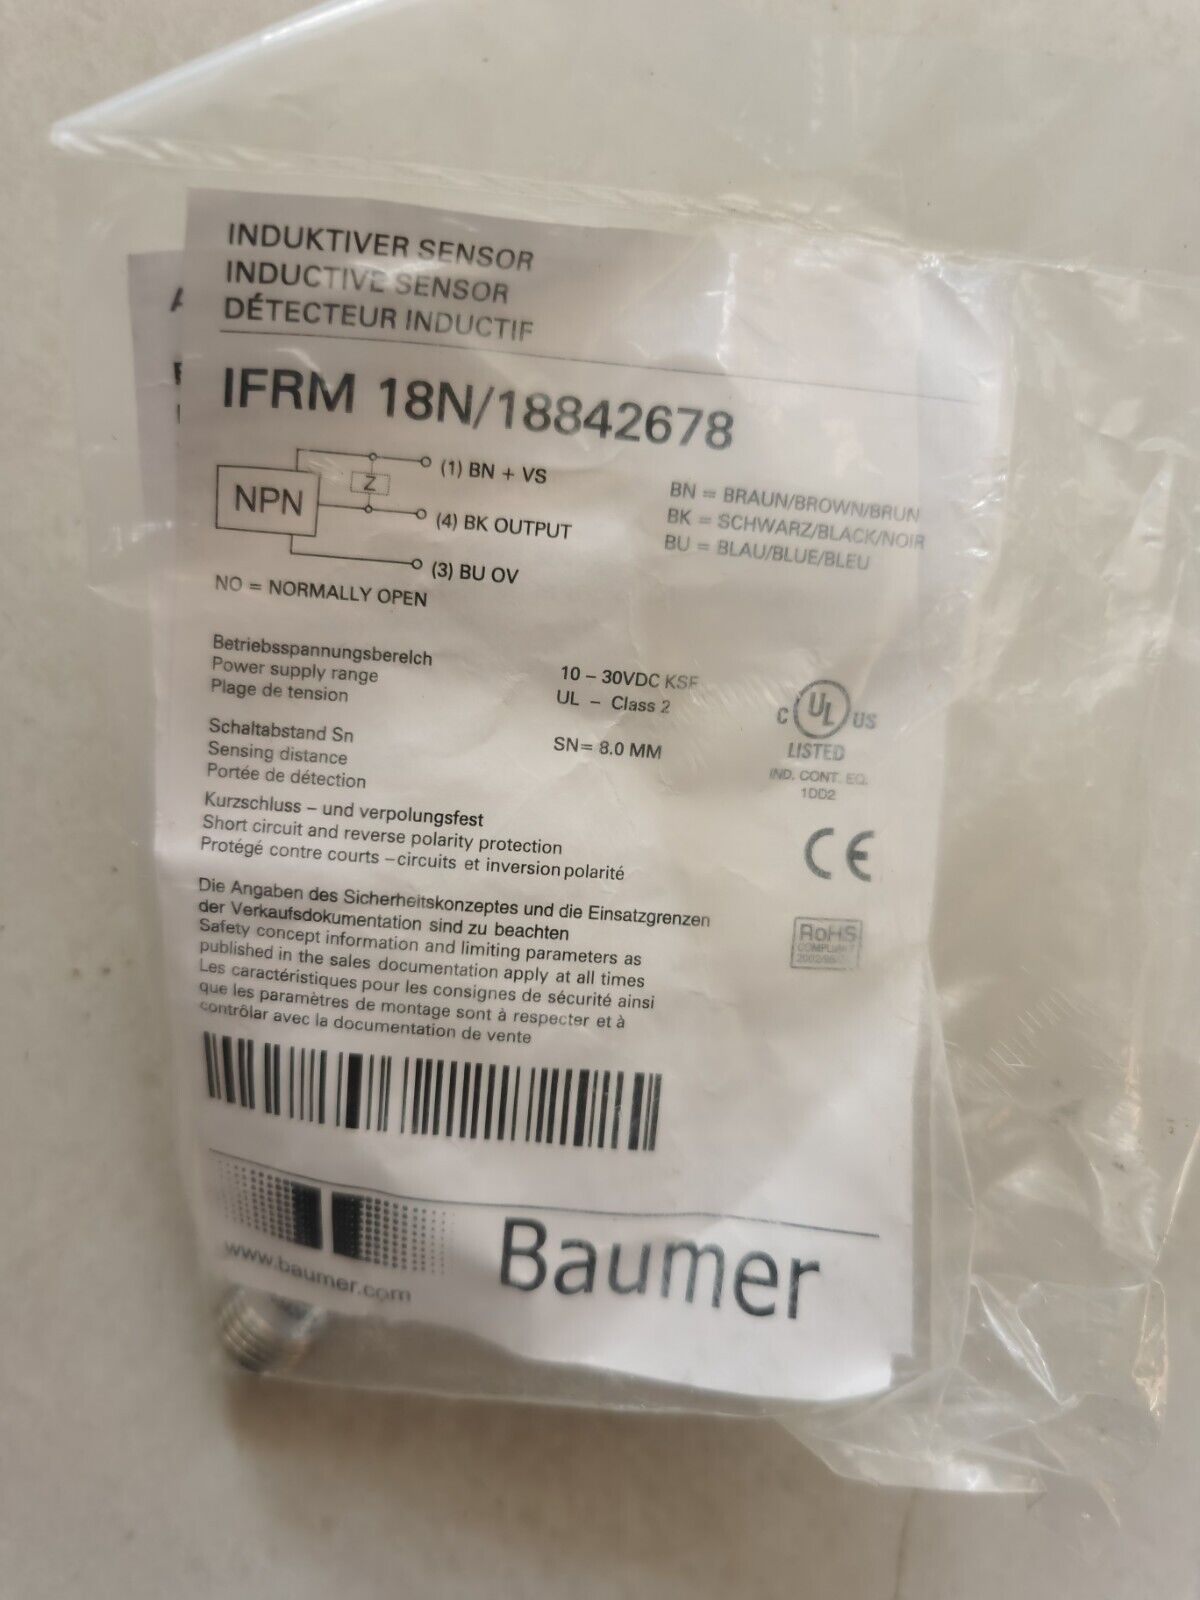 INDUKTIVER SENSOR
INDUCTIVE SENSOR
DÉTECTEUR INDUCTIF
IFRM 18N/18842678
NPN
Z
(1) BN + VS
(4) BK OUTPUT
(3) BU OV
NO = NORMALLY OPEN
BN = BRAUN/BROWN/BRUN
BK = SCHWARZ/BLACK/NOIR
BU = BLAU/BLUE/BLEU
Betriebsspannungsbereich
Power supply range
Plage de tension
10 – 30VDC
UL – Class 2
Schaltabstand Sn
Sensing distance
Portée de détection
SN= 8.0 MM
Kurzschluss – und verpolungsfest
Short circuit and reverse polarity protection
Protégé contre courts –circuits et inversion polarité
Die Angaben des Sicherheitskonzeptes und die Einsatzgrenzen
der Verkaufsdokumentation sind zu beachten
Safety concept information and limiting parameters as
published in the sales documentation apply at all times
Les caractéristiques pour les consignes de sécurité ainsi
que les paramètres de montage sont à respecter et à
contrôlar avec la documentation de vente
C UL US
LISTED
IND. CONT. EQ.
1DD2
CE
RoHS
COMPLIANT
www.baumer.com
Baumer